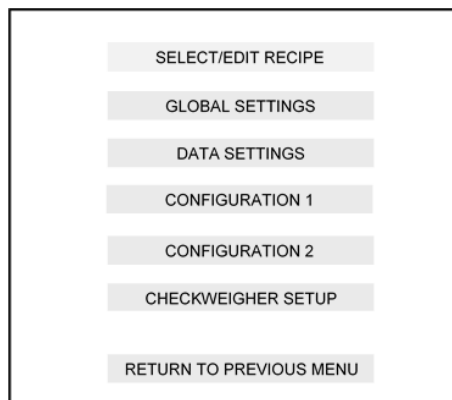 SELECT/EDIT RECIPE
GLOBAL SETTINGS
DATA SETTINGS
CONFIGURATION 1
CONFIGURATION 2
CHECKWEIGHER SETUP
RETURN TO PREVIOUS MENU